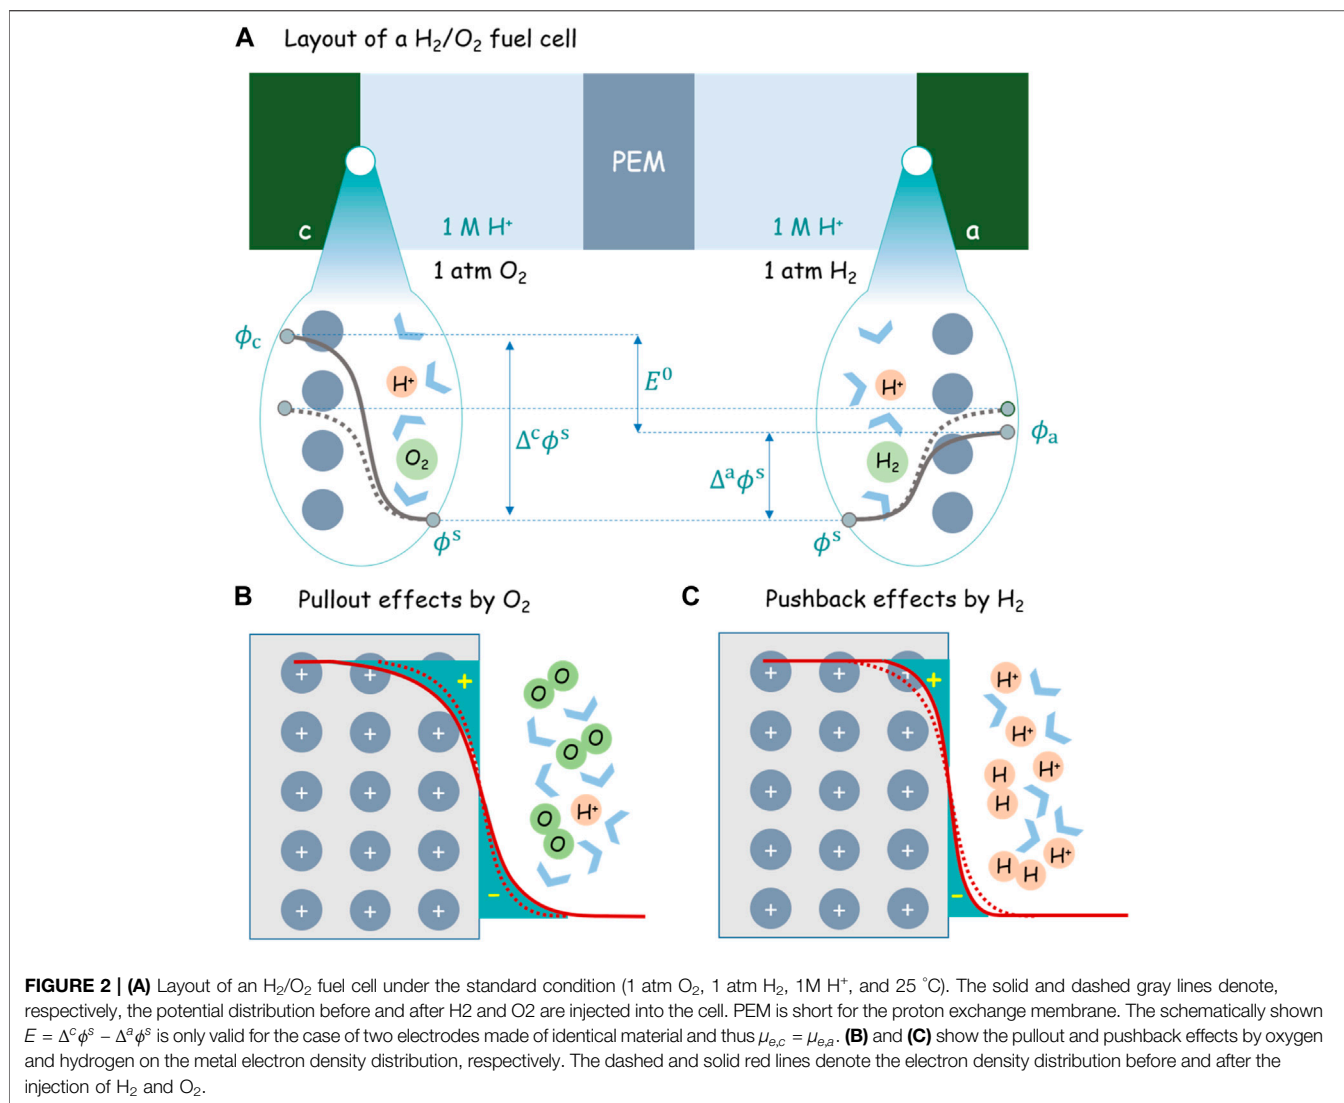 A Layout of a H₂/O₂ fuel cell
PEM
c
1 M H⁺
1 M H⁺
a
1 atm O₂
1 atm H₂
ϕc
H⁺
O₂
ϕˢ
Δᶜϕˢ
E⁰
Δᵃϕˢ
H⁺
H₂
ϕˢ
ϕa
B Pullout effects by O₂
+ + +
+
O O
+ + +
O O
+ + +
O H⁺
O
+ + +
−
+ + +
C Pushback effects by H₂
+ + +
+
H⁺
+ + +
H⁺
H H⁺
+ + +
H
+ + +
H H H⁺
−
+ + +
FIGURE 2 | (A) Layout of an H₂/O₂ fuel cell under the standard condition (1 atm O₂, 1 atm H₂, 1M H⁺, and 25 °C). The solid and dashed gray lines denote,
respectively, the potential distribution before and after H2 and O2 are injected into the cell. PEM is short for the proton exchange membrane. The schematically shown
E = Δᶜϕˢ − Δᵃϕˢ is only valid for the case of two electrodes made of identical material and thus μe,c = μe,a. (B) and (C) show the pullout and pushback effects by oxygen
and hydrogen on the metal electron density distribution, respectively. The dashed and solid red lines denote the electron density distribution before and after the
injection of H₂ and O₂.